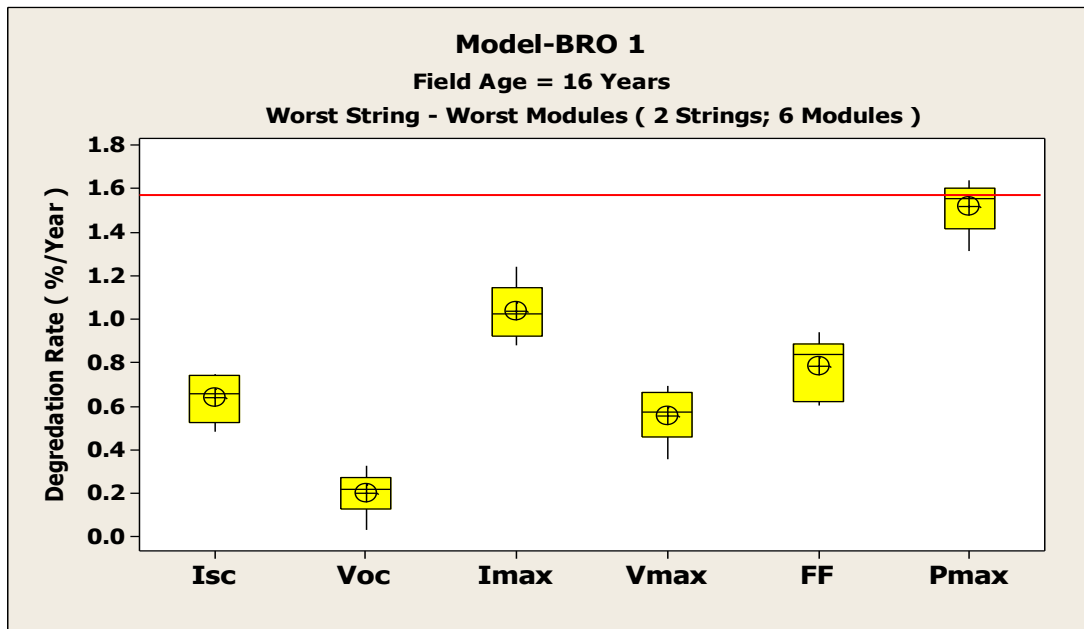 Model-BRO 1
Field Age = 16 Years
Worst String - Worst Modules ( 2 Strings; 6 Modules )
Degredation Rate ( %/Year )
1.8
1.6
1.4
1.2
1.0
0.8
0.6
0.4
0.2
0.0
Isc Voc Imax Vmax FF Pmax